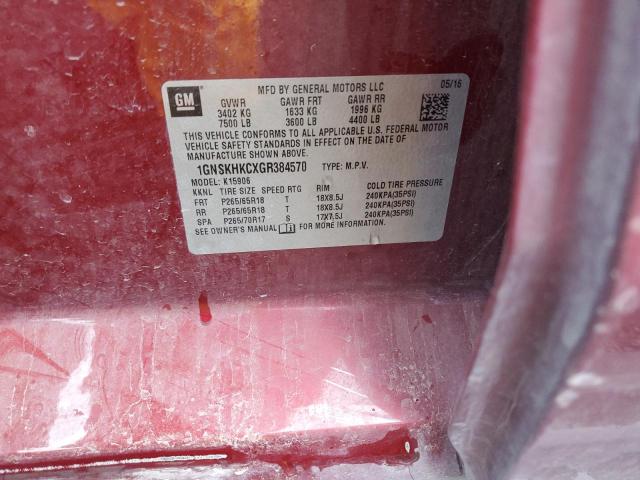 MFD BY GENERAL MOTORS LLC 05/16
GM
GVWR GAWR FRT GAWR RR
3402 KG 1633 KG 1996 KG
7500 LB 3600 LB 4400 LB
THIS VEHICLE CONFORMS TO ALL APPLICABLE U.S. FEDERAL MOTOR
VEHICLE SAFETY STANDARDS IN EFFECT ON THE DATE OF
MANUFACTURE SHOWN ABOVE.
1GNSKHKCXGR384570 TYPE: M.P.V.
MODEL: K15906
KKNL TIRE SIZE SPEED RTG RIM COLD TIRE PRESSURE
FRT P265/65R18 T 18X8.5J 240KPA(35PSI)
RR P265/65R18 T 18X8.5J 240KPA(35PSI)
SPA P265/70R17 S 17X7.5J 240KPA(35PSI)
SEE OWNER'S MANUAL FOR MORE INFORMATION.